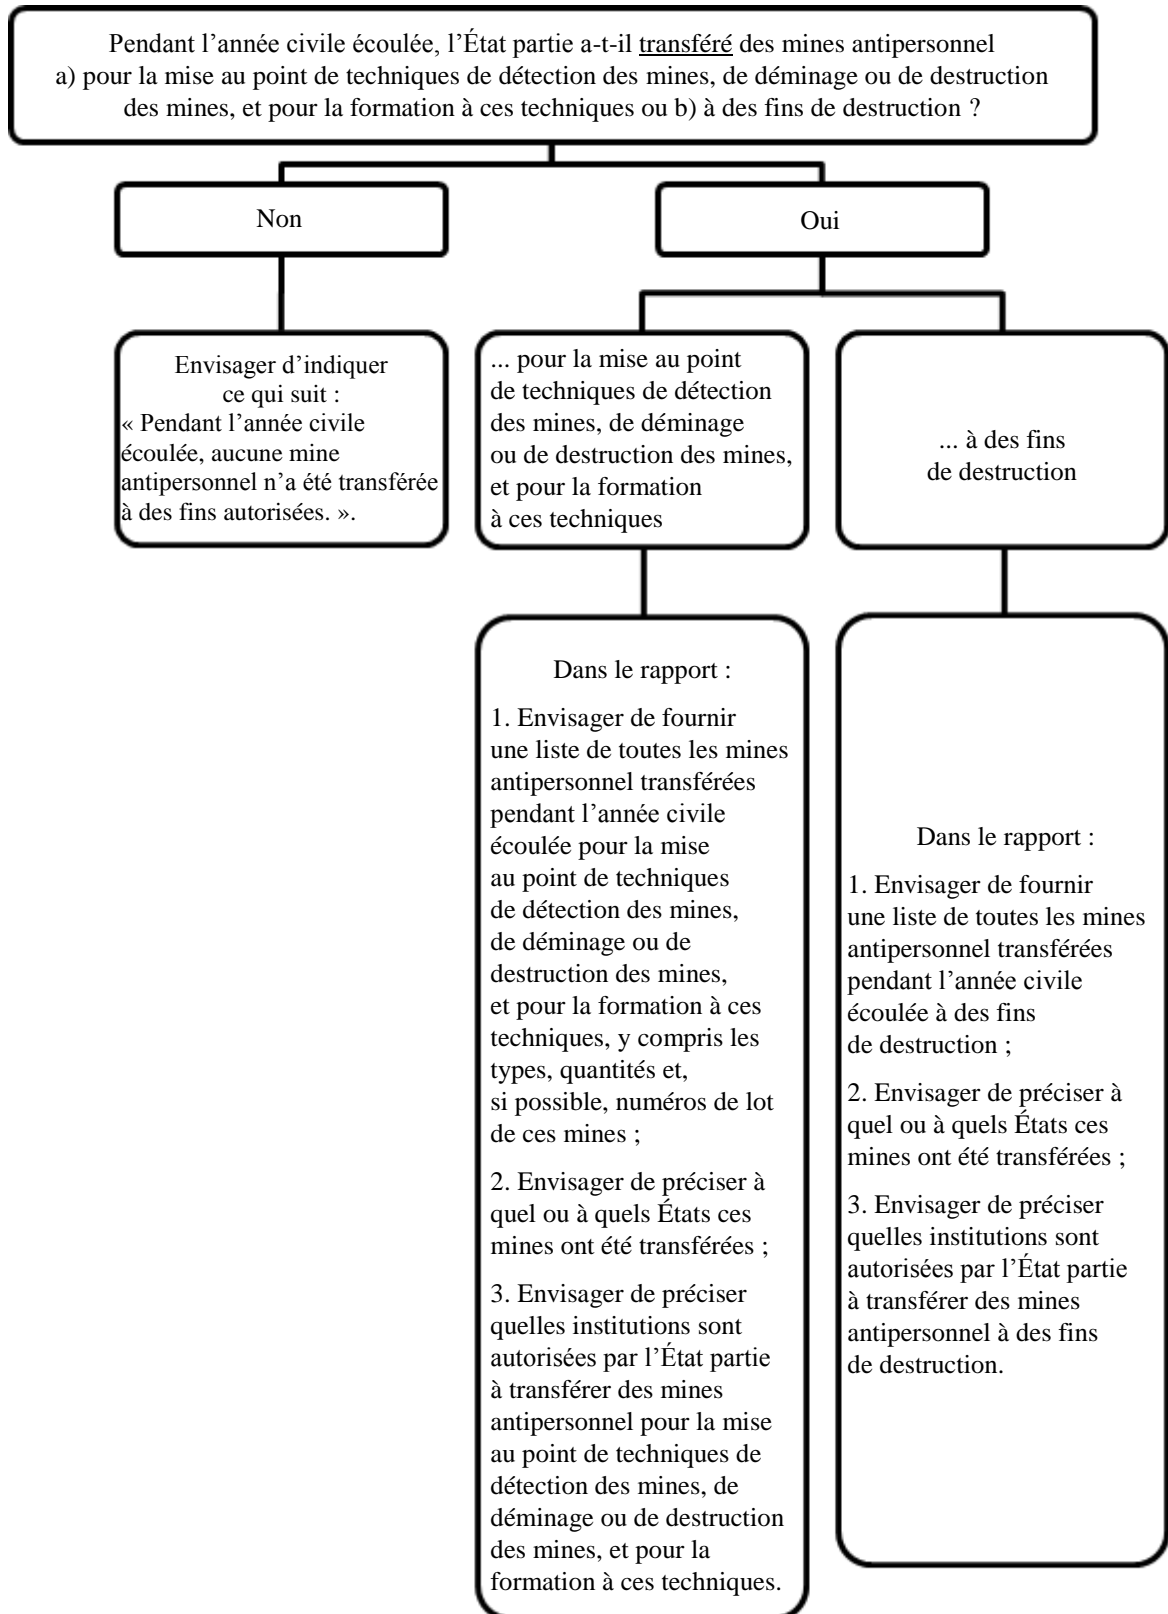 Pendant l’année civile écoulée, l’État partie a-t-il transféré des mines antipersonnel
a) pour la mise au point de techniques de détection des mines, de déminage ou de destruction
des mines, et pour la formation à ces techniques ou b) à des fins de destruction ?
Non
Oui
Envisager d’indiquer
ce qui suit :
« Pendant l’année civile
écoulée, aucune mine
antipersonnel n’a été transférée
à des fins autorisées. ».
... pour la mise au point
de techniques de détection
des mines, de déminage
ou de destruction des mines,
et pour la formation
à ces techniques
... à des fins
de destruction
Dans le rapport :
1. Envisager de fournir
une liste de toutes les mines
antipersonnel transférées
pendant l’année civile
écoulée pour la mise
au point de techniques
de détection des mines,
de déminage ou de
destruction des mines,
et pour la formation à ces
techniques, y compris les
types, quantités et,
si possible, numéros de lot
de ces mines ;
2. Envisager de préciser à
quel ou à quels États ces
mines ont été transférées ;
3. Envisager de préciser
quelles institutions sont
autorisées par l’État partie
à transférer des mines
antipersonnel pour la mise
au point de techniques de
détection des mines, de
déminage ou de destruction
des mines, et pour la
formation à ces techniques.
Dans le rapport :
1. Envisager de fournir
une liste de toutes les mines
antipersonnel transférées
pendant l’année civile
écoulée à des fins
de destruction ;
2. Envisager de préciser à
quel ou à quels États ces
mines ont été transférées ;
3. Envisager de préciser
quelles institutions sont
autorisées par l’État partie
à transférer des mines
antipersonnel à des fins
de destruction.